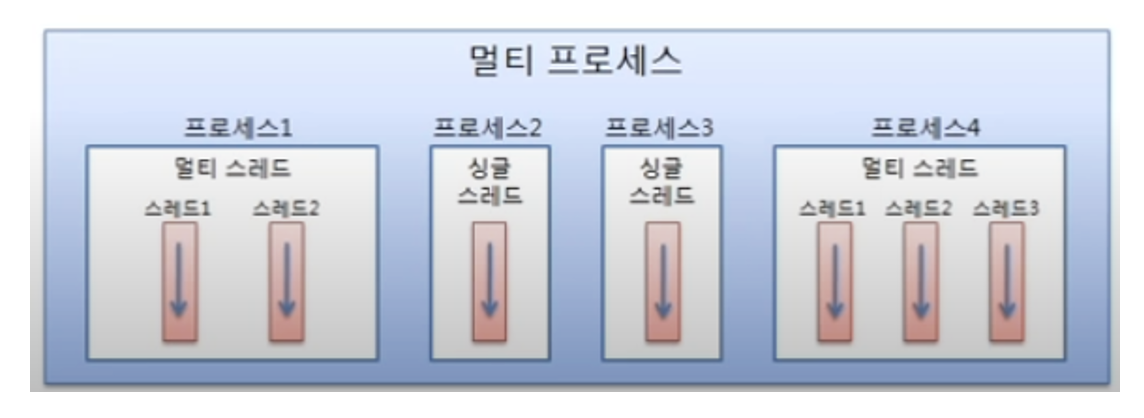 멀티 프로세스
프로세스1
멀티 스레드
스레드1 스레드2
프로세스2
싱글
스레드
프로세스3
싱글
스레드
프로세스4
멀티 스레드
스레드1 스레드2 스레드3